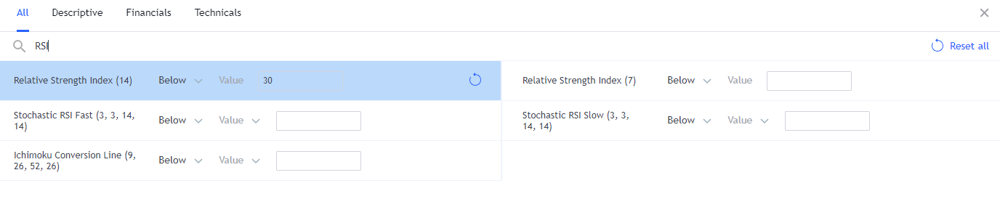 All Descriptive Financials Technicals
RSI
Reset all
Relative Strength Index (14) Below Value 30
Relative Strength Index (7) Below Value
Stochastic RSI Fast (3, 3, 14,
14)
Below Value
Stochastic RSI Slow (3, 3,
14, 14)
Below Value
Ichimoku Conversion Line (9,
26, 52, 26)
Below Value